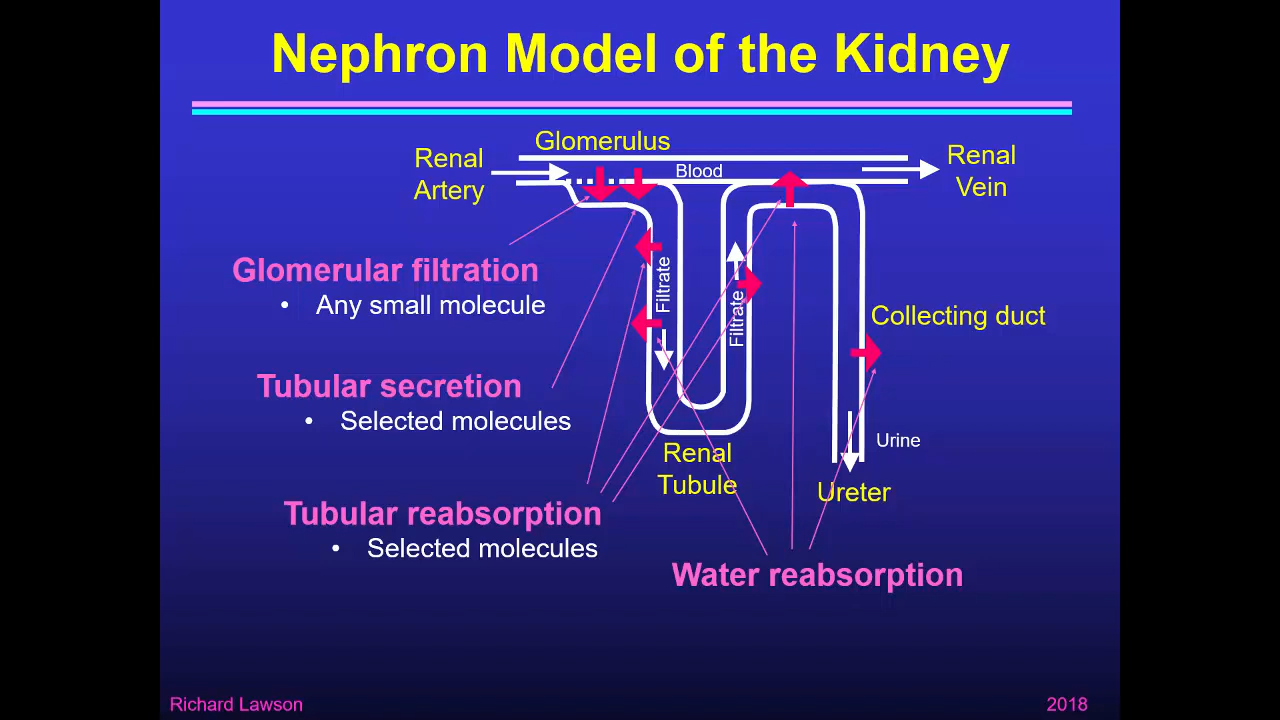 Nephron Model of the Kidney
Glomerulus
Renal
Artery
Blood
Renal
Vein
Glomerular filtration
• Any small molecule
Filtrate
Filtrate
Collecting duct
Tubular secretion
• Selected molecules
Renal
Tubule
Urine
Ureter
Tubular reabsorption
• Selected molecules
Water reabsorption
Richard Lawson
2018